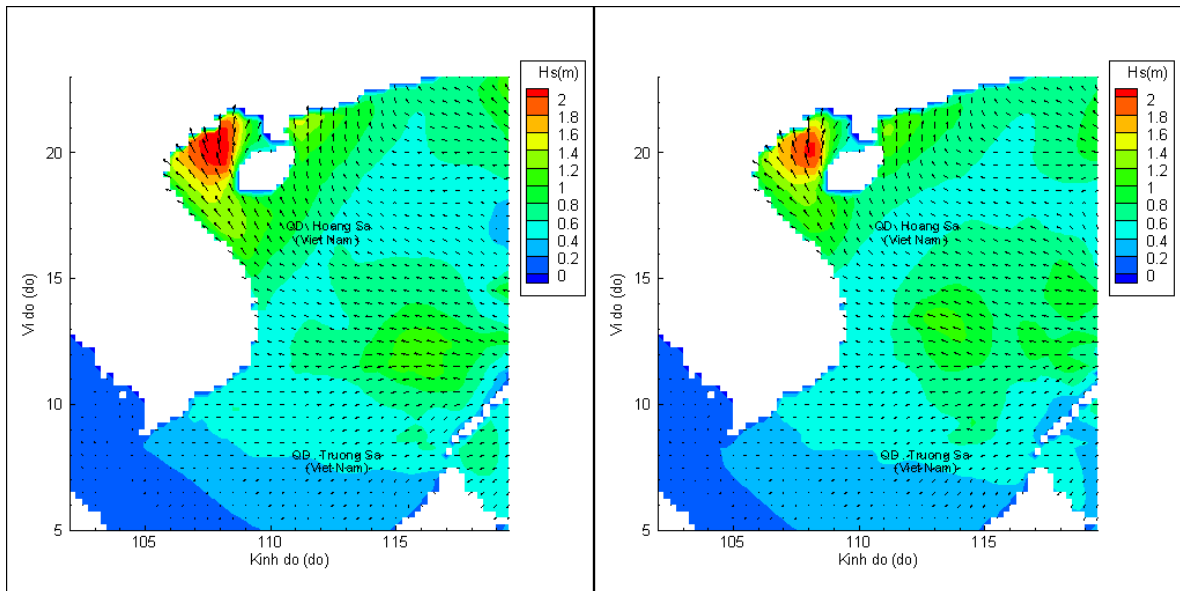 Hs(m)
2
1.8
1.6
1.4
1.2
1
0.8
0.6
0.4
0.2
0
20
15
10
5
Vi do (do)
QD. Hoang Sa
(Viet Nam)
QD. Truong Sa
(Viet Nam)
105
110
115
Kinh do (do)
Hs(m)
2
1.8
1.6
1.4
1.2
1
0.8
0.6
0.4
0.2
0
20
15
10
5
Vi do (do)
QD. Hoang Sa
(Viet Nam)
QD. Truong Sa
(Viet Nam)
105
110
115
Kinh do (do)